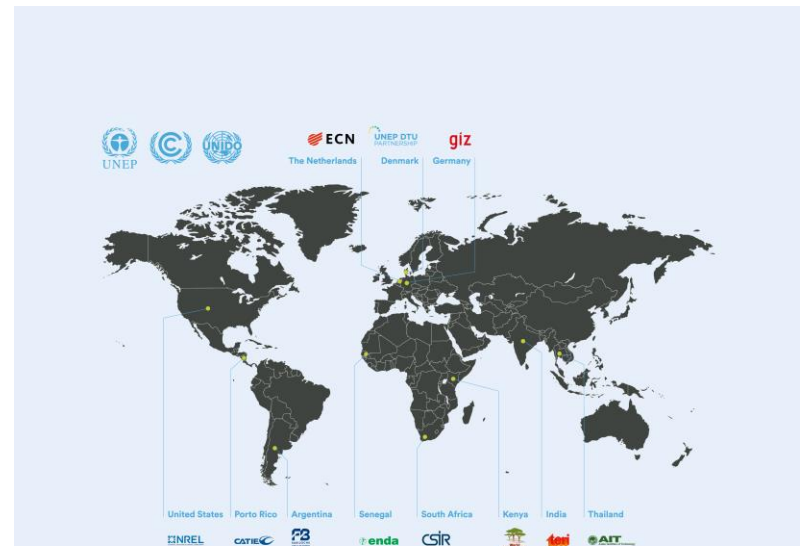 ECN
UNEP DTU
PARTNERSHIP
giz
UNEP
UNIDO
The Netherlands Denmark Germany
United States Porto Rico Argentina Senegal South Africa Kenya India Thailand
NREL CATIE enda CSIR teri AIT